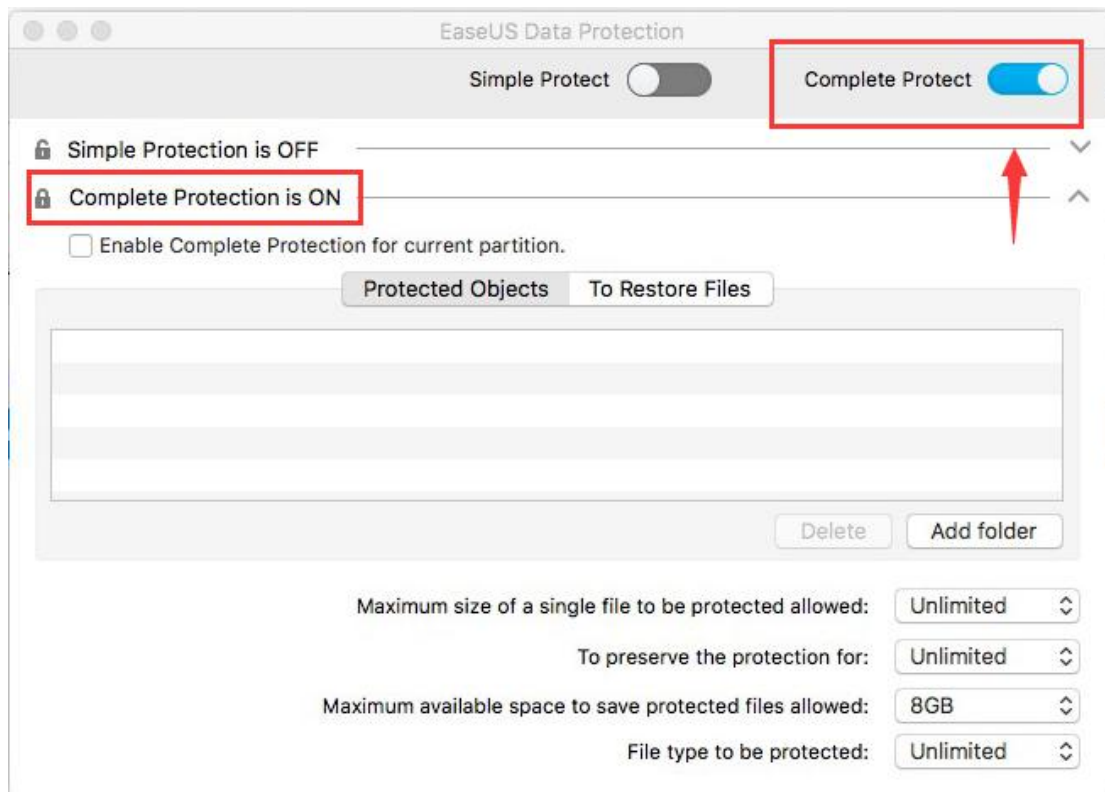 EaseUS Data Protection
Simple Protect
Complete Protect
Simple Protection is OFF
Complete Protection is ON
Enable Complete Protection for current partition.
Protected Objects
To Restore Files
Delete
Add folder
Maximum size of a single file to be protected allowed: Unlimited
To preserve the protection for: Unlimited
Maximum available space to save protected files allowed: 8GB
File type to be protected: Unlimited